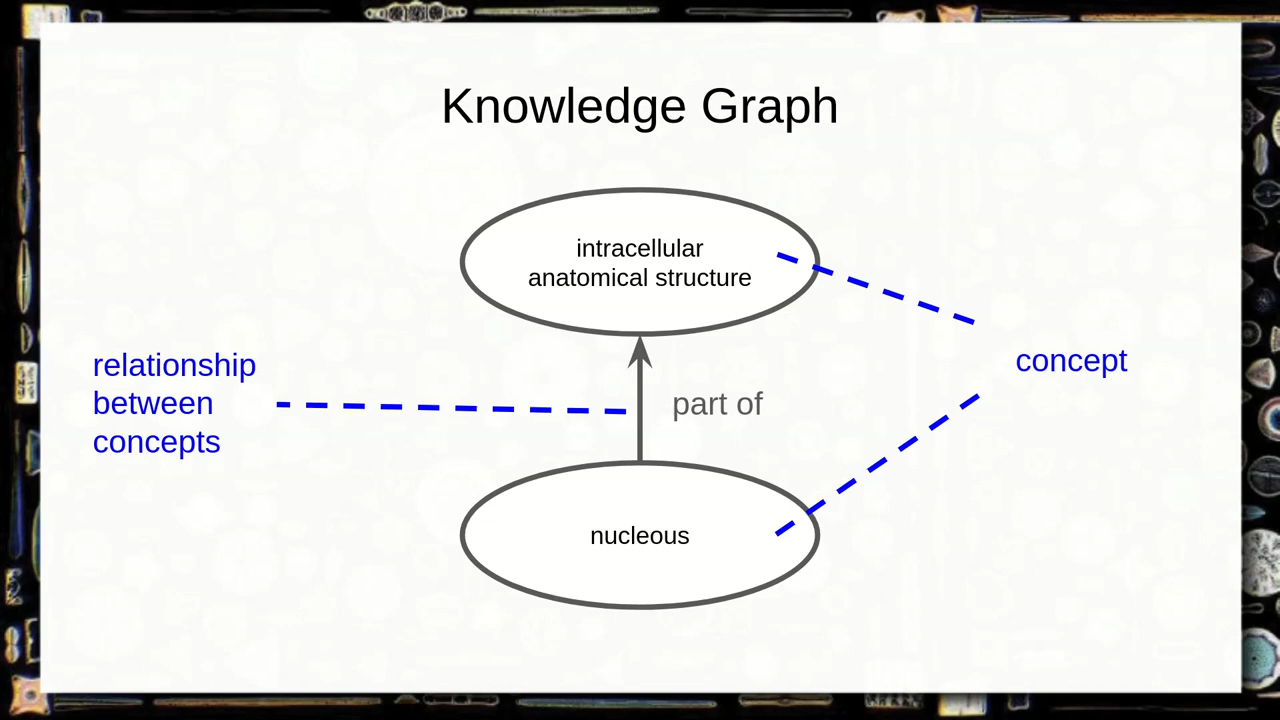 Knowledge Graph
intracellular
anatomical structure
relationship
between
concepts
concept
part of
nucleous